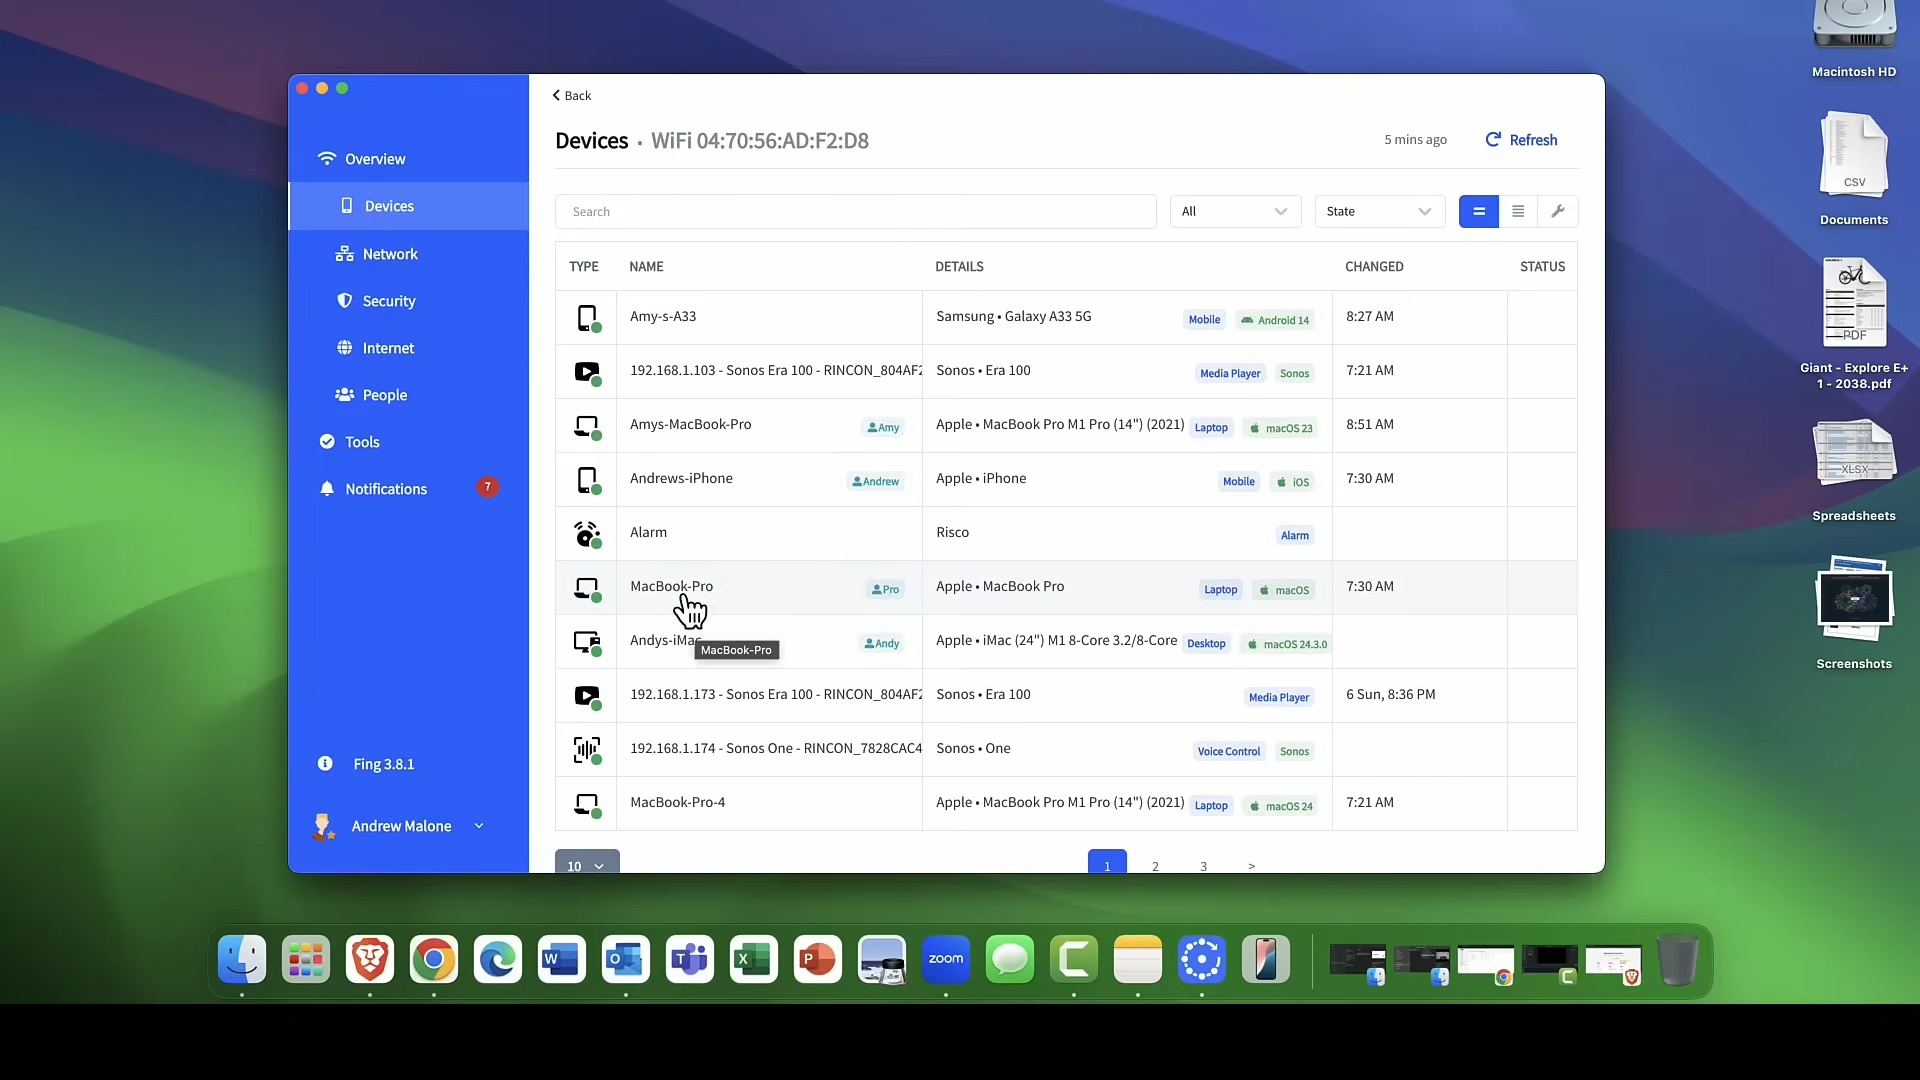 Macintosh HD
Back
Devices • WiFi 04:70:56:AD:F2:D8
5 mins ago
Refresh
Overview
Devices
Network
Security
Internet
People
Tools
Notifications
7
Fing 3.8.1
Andrew Malone
Search
All
State
TYPE NAME DETAILS CHANGED STATUS
Amy-s-A33 Samsung • Galaxy A33 5G Mobile Android 14 8:27 AM
192.168.1.103 - Sonos Era 100 - RINCON_804AF2 Sonos • Era 100 Media Player Sonos 7:21 AM
Amys-MacBook-Pro Amy Apple • MacBook Pro M1 Pro (14") (2021) Laptop macOS 23 8:51 AM
Andrews-iPhone Andrew Apple • iPhone Mobile iOS 7:30 AM
Alarm Risco Alarm
MacBook-Pro Pro Apple • MacBook Pro Laptop macOS 7:30 AM
Andys-iMac Andy Apple • iMac (24") M1 8-Core 3.2/8-Core Desktop macOS 24.3.0
MacBook-Pro
192.168.1.173 - Sonos Era 100 - RINCON_804AF2 Sonos • Era 100 Media Player 6 Sun, 8:36 PM
192.168.1.174 - Sonos One - RINCON_7828CAC4 Sonos • One Voice Control Sonos
MacBook-Pro-4 Apple • MacBook Pro M1 Pro (14") (2021) Laptop macOS 24 7:21 AM
10
1 2 3 >
CSV
Documents
PDF
Giant - Explore E+
1 - 2038.pdf
XLSX
Spreadsheets
Screenshots
W
O
T
X
P
zoom